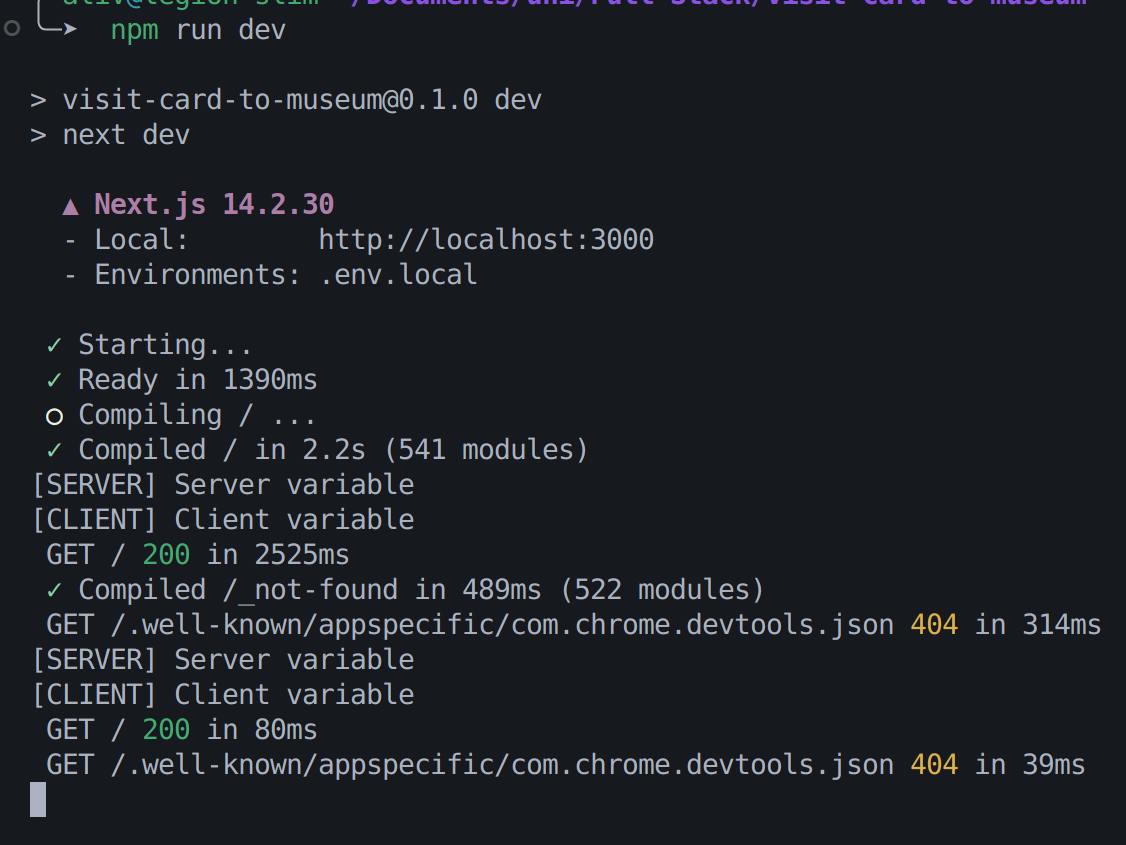 npm run dev
> visit-card-to-museum@0.1.0 dev
> next dev
▲ Next.js 14.2.30
- Local:        http://localhost:3000
- Environments: .env.local
✓ Starting...
✓ Ready in 1390ms
○ Compiling / ...
✓ Compiled / in 2.2s (541 modules)
[SERVER] Server variable
[CLIENT] Client variable
GET / 200 in 2525ms
✓ Compiled /_not-found in 489ms (522 modules)
GET /.well-known/appspecific/com.chrome.devtools.json 404 in 314ms
[SERVER] Server variable
[CLIENT] Client variable
GET / 200 in 80ms
GET /.well-known/appspecific/com.chrome.devtools.json 404 in 39ms